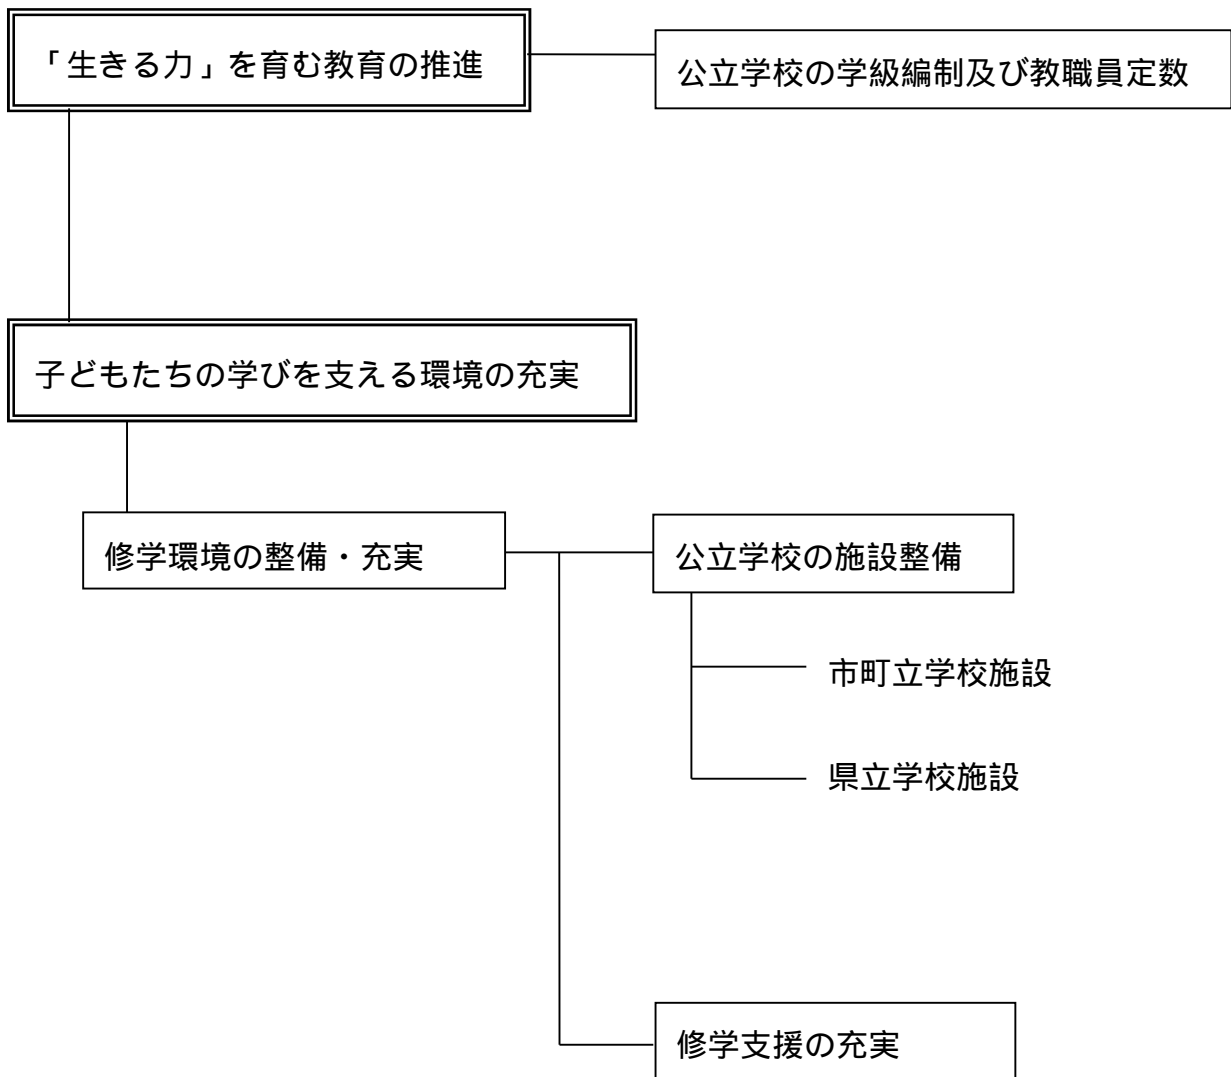 「生きる力」を育む教育の推進
公立学校の学級編制及び教職員定数
子どもたちの学びを支える環境の充実
修学環境の整備・充実
公立学校の施設整備
市町立学校施設
県立学校施設
修学支援の充実